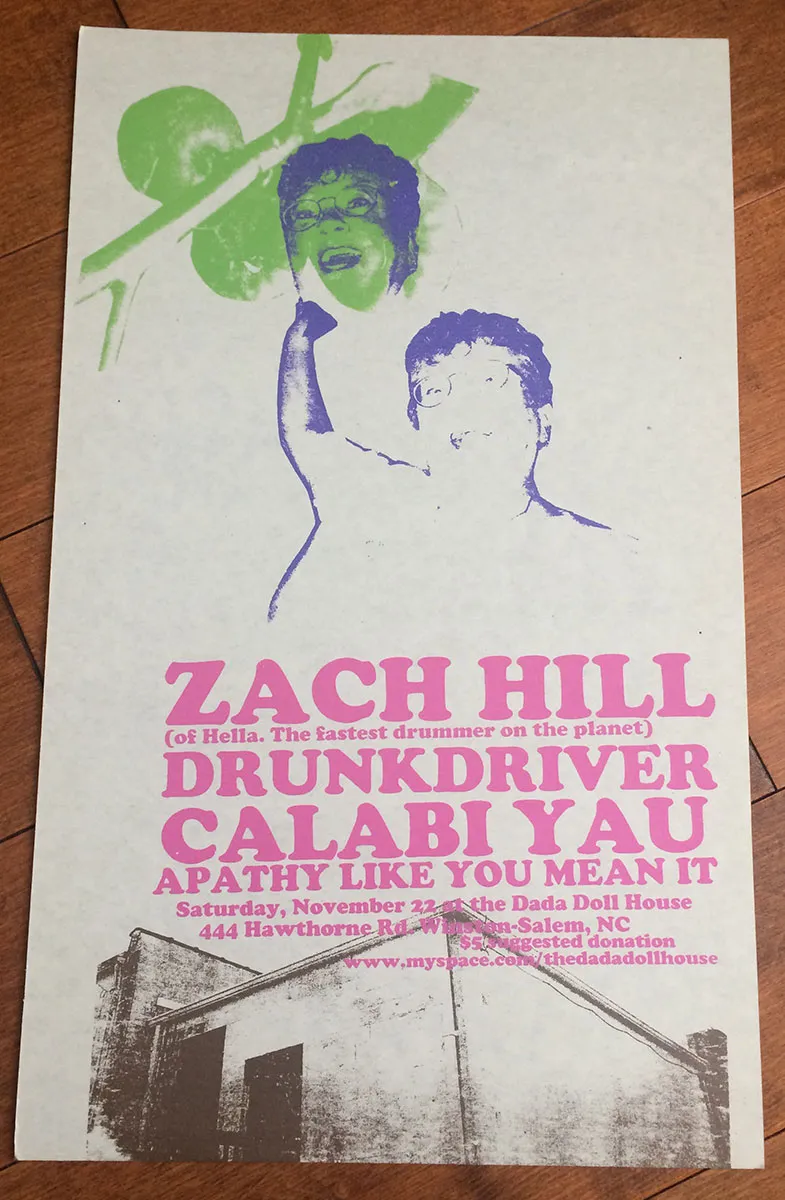 ZACH HILL
(of Hella. The fastest drummer on the planet)
DRUNKDRIVER
CALABI YAU
APATHY LIKE YOU MEAN IT
Saturday, November 22 at the Dada Doll House
444 Hawthorne Rd. Winston-Salem, NC
$5 suggested donation
www.myspace.com/thedadadollhouse